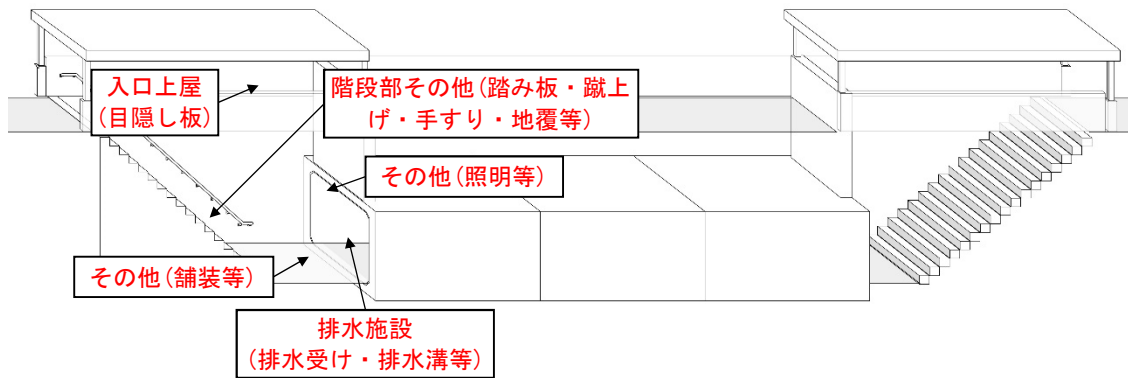 入口上屋
(目隠し板)
階段部その他(踏み板・蹴上
げ・手すり・地覆等)
その他(照明等)
その他(舗装等)
排水施設
(排水受け・排水溝等)